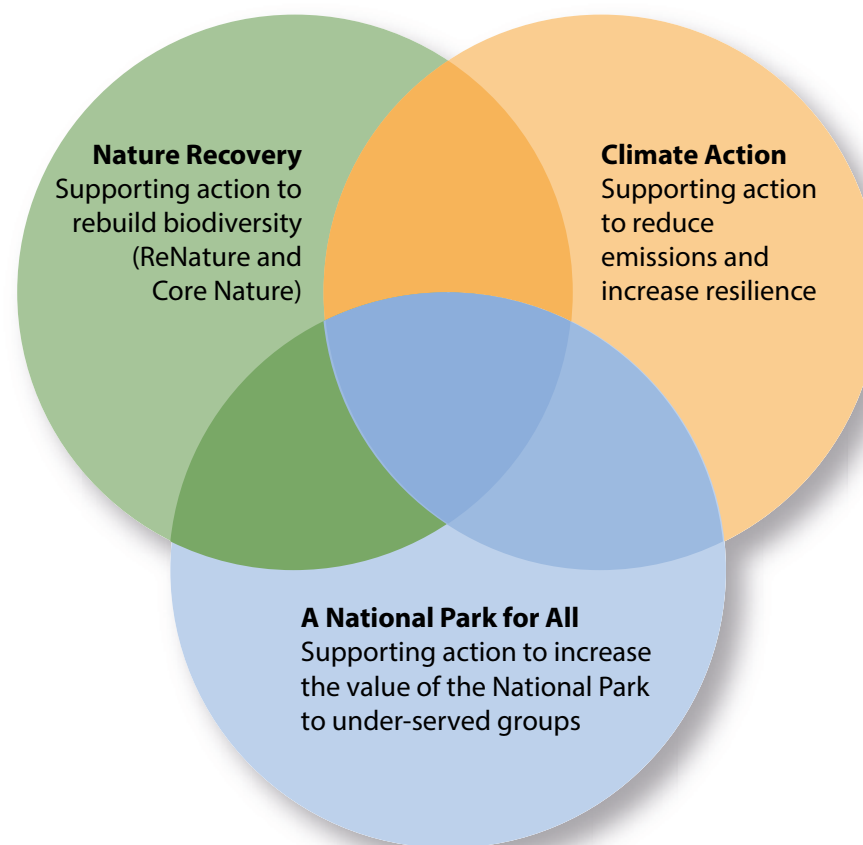 Nature Recovery
Supporting action to
rebuild biodiversity
(ReNature and
Core Nature)
Climate Action
Supporting action
to reduce
emissions and
increase resilience
A National Park for All
Supporting action to increase
the value of the National Park
to under-served groups